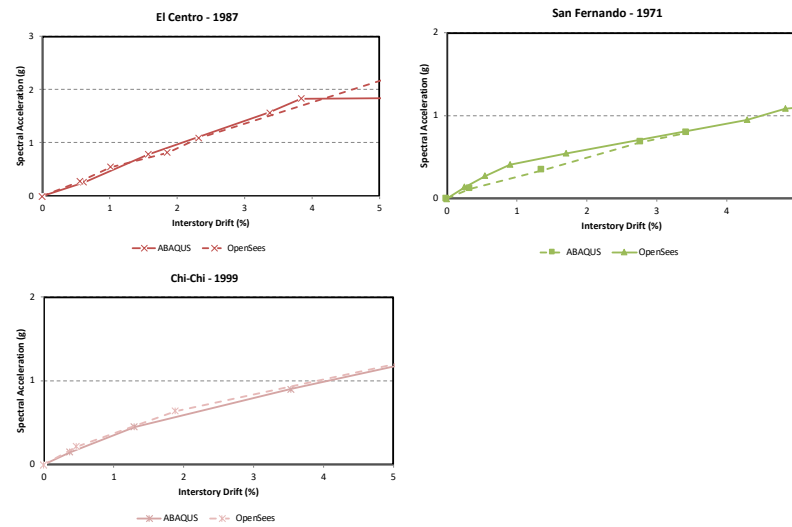 El Centro - 1987
Spectral Acceleration (g)
3
2
1
0
0 1 2 3 4 5
Interstory Drift (%)
ABAQUS OpenSees
San Fernando - 1971
Spectral Acceleration (g)
2
1
0
0 1 2 3 4
Interstory Drift (%)
ABAQUS OpenSees
Chi-Chi - 1999
Spectral Acceleration (g)
2
1
0
0 1 2 3 4 5
Interstory Drift (%)
ABAQUS OpenSees